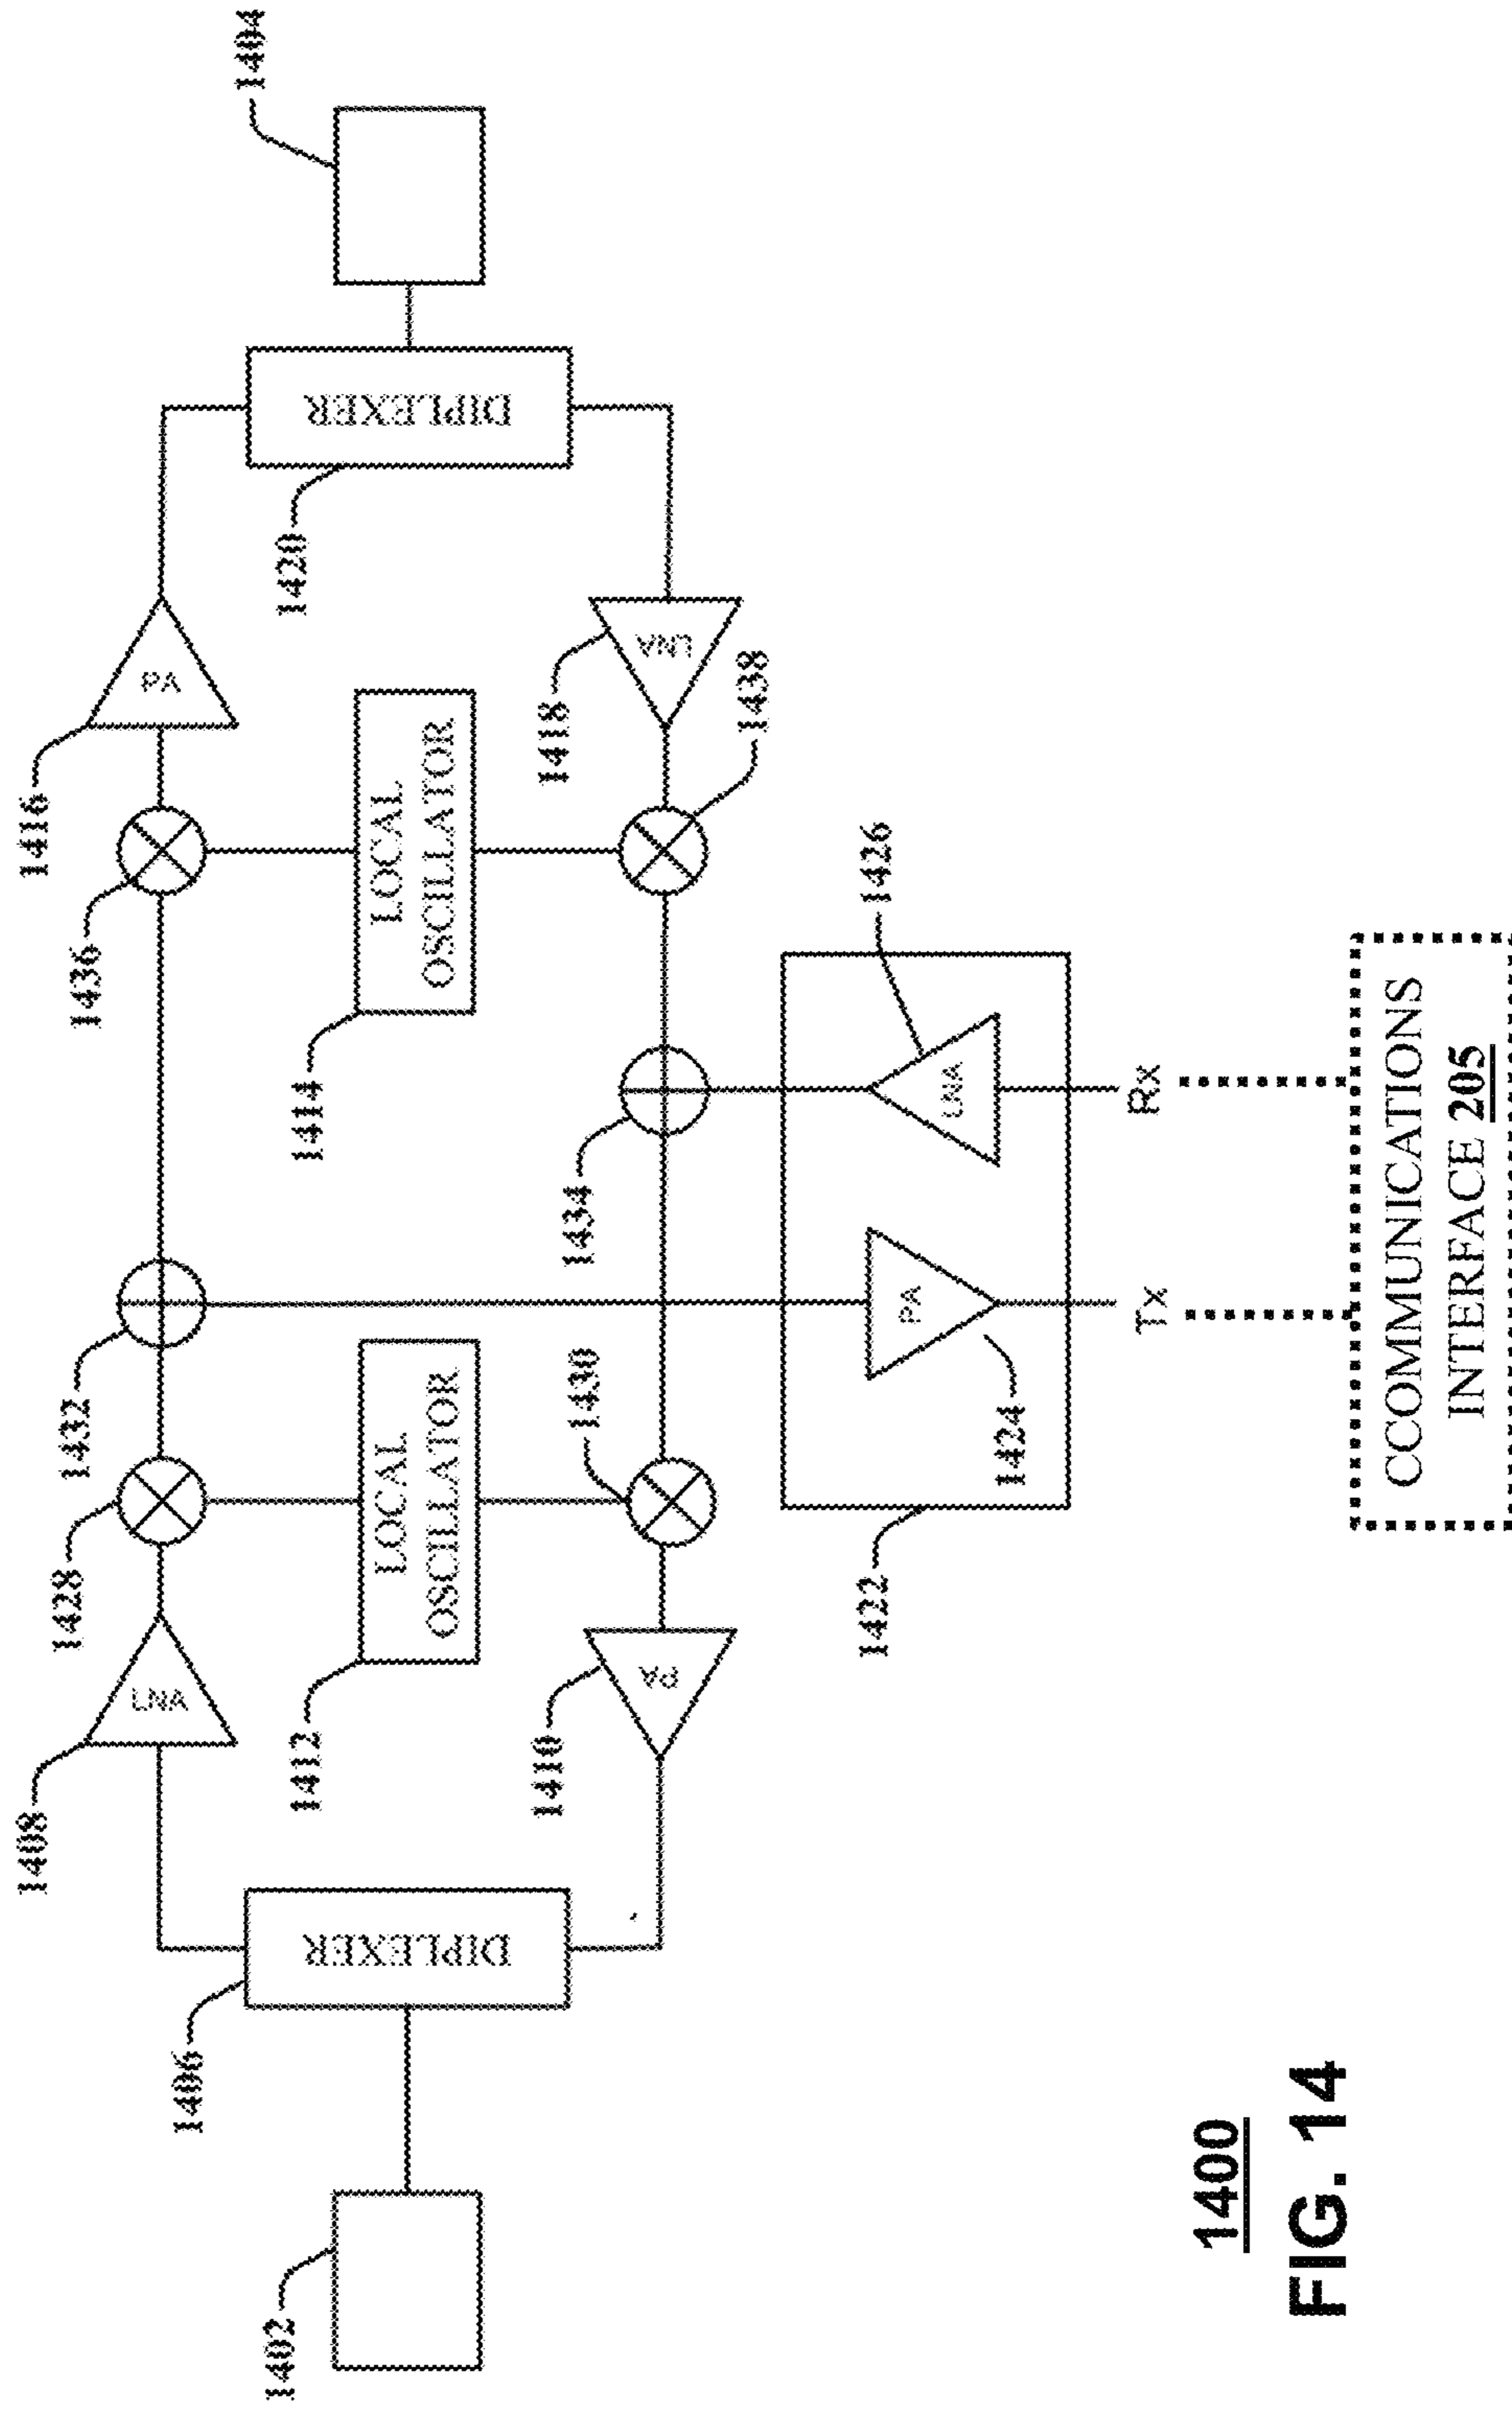 1404
1416
PA
1436
1420
DIPLEXER
LOCAL
OSCILLATOR
1414
1418
LNA
1438
1426
LNA
1434
Rx
1432
1430
PA
1424
Tx
CCOMMUNICATIONS
INTERFACE 205
1428
LOCAL
OSCILLATOR
1412
1422
LNA
1408
PA
1410
DIPLEXER
1406
1402
1400
FIG. 14